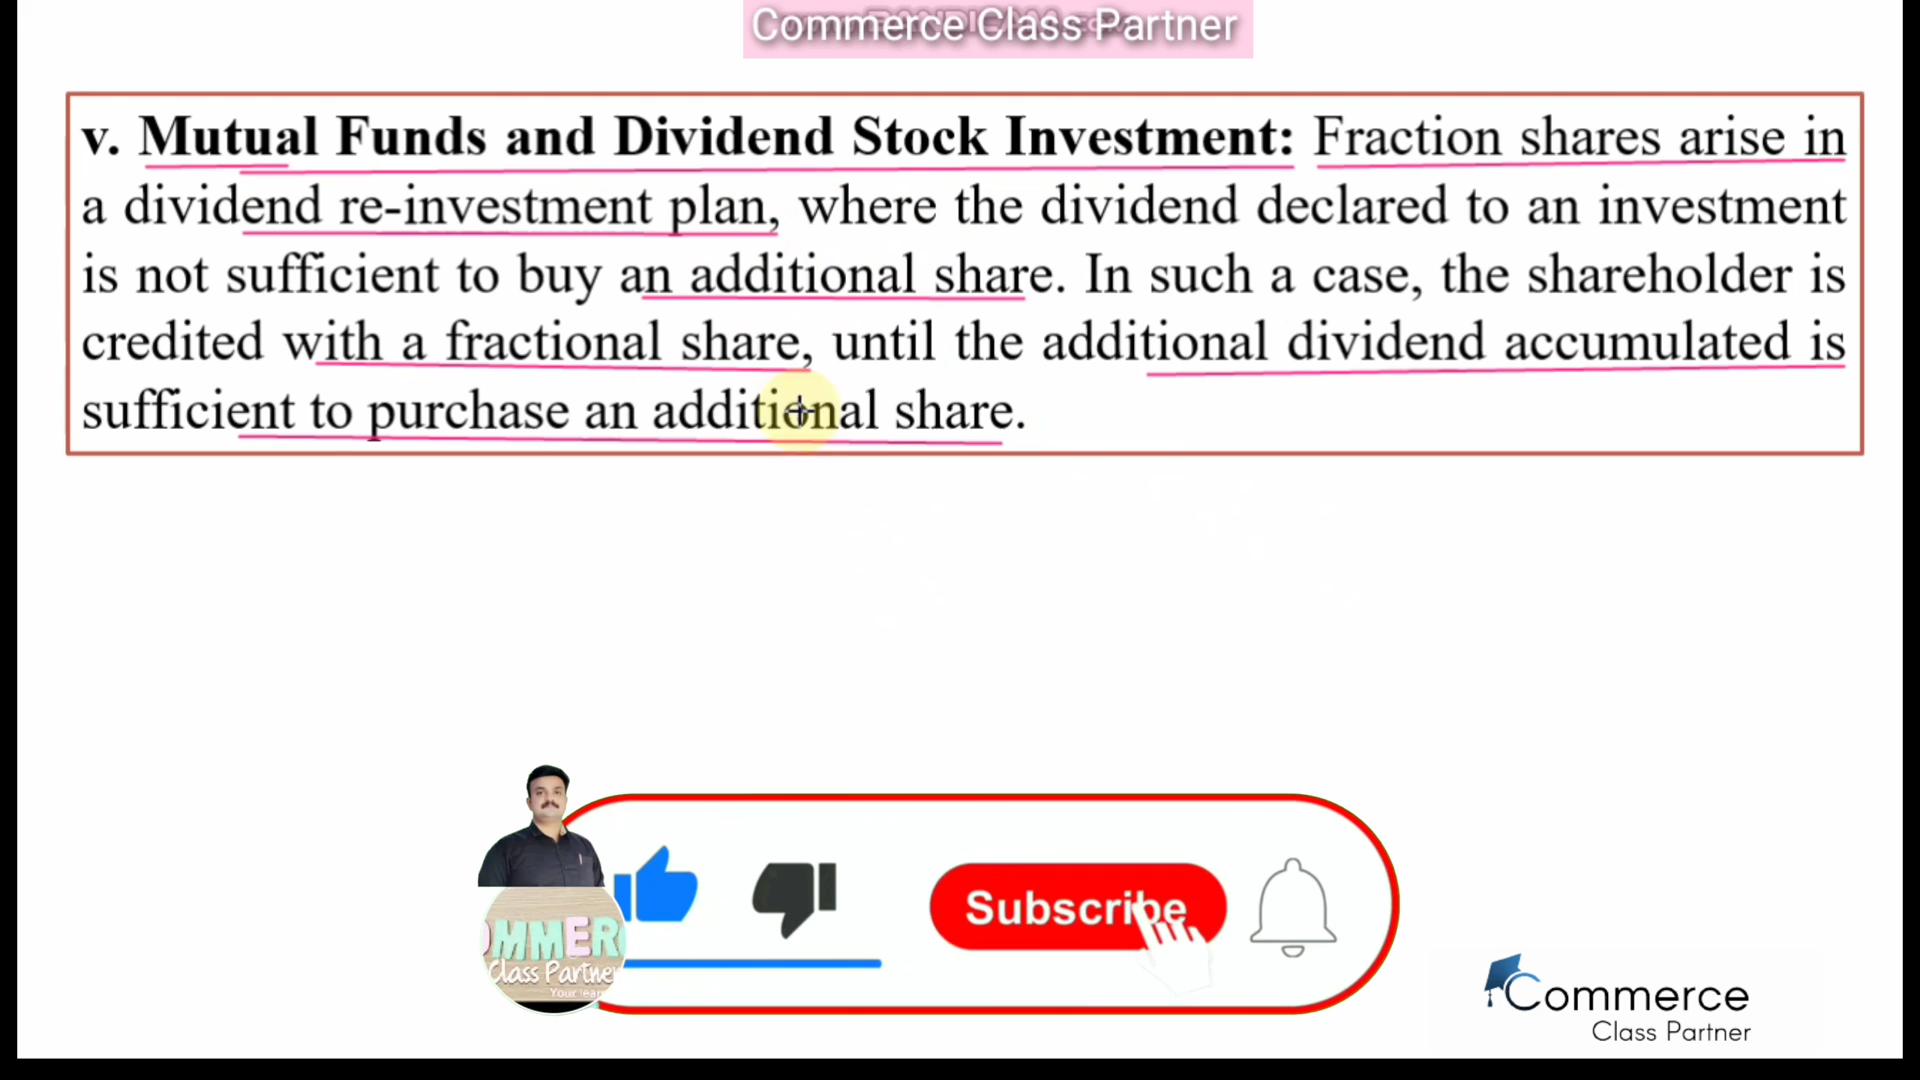 Commerce Class Partner
v. Mutual Funds and Dividend Stock Investment: Fraction shares arise in
a dividend re-investment plan, where the dividend declared to an investment
is not sufficient to buy an additional share. In such a case, the shareholder is
credited with a fractional share, until the additional dividend accumulated is
sufficient to purchase an additional share.
Subscribe
OMMER
Class Partner
Commerce
Class Partner